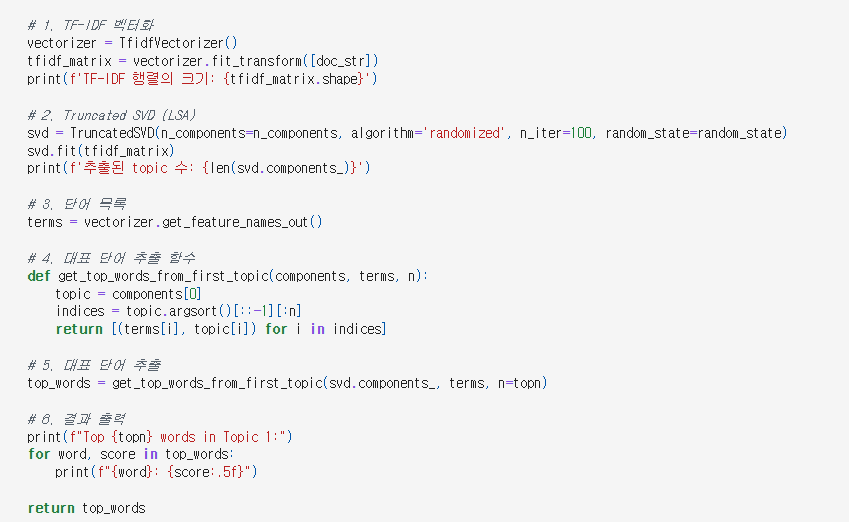 # 1. TF-IDF 벡터화
vectorizer = TfidfVectorizer()
tfidf_matrix = vectorizer.fit_transform([doc_str])
print(f'TF-IDF 행렬의 크기: {tfidf_matrix.shape}')
# 2. Truncated SVD (LSA)
svd = TruncatedSVD(n_components=n_components, algorithm='randomized', n_iter=100, random_state=random_state)
svd.fit(tfidf_matrix)
print(f'추출된 topic 수: {len(svd.components_)}')
# 3. 단어 목록
terms = vectorizer.get_feature_names_out()
# 4. 대표 단어 추출 함수
def get_top_words_from_first_topic(components, terms, n):
    topic = components[0]
    indices = topic.argsort()[::-1][:n]
    return [(terms[i], topic[i]) for i in indices]
# 5. 대표 단어 추출
top_words = get_top_words_from_first_topic(svd.components_, terms, n=topn)
# 6. 결과 출력
print(f"Top {topn} words in Topic 1:")
for word, score in top_words:
    print(f"{word}: {score:.5f}")
return top_words